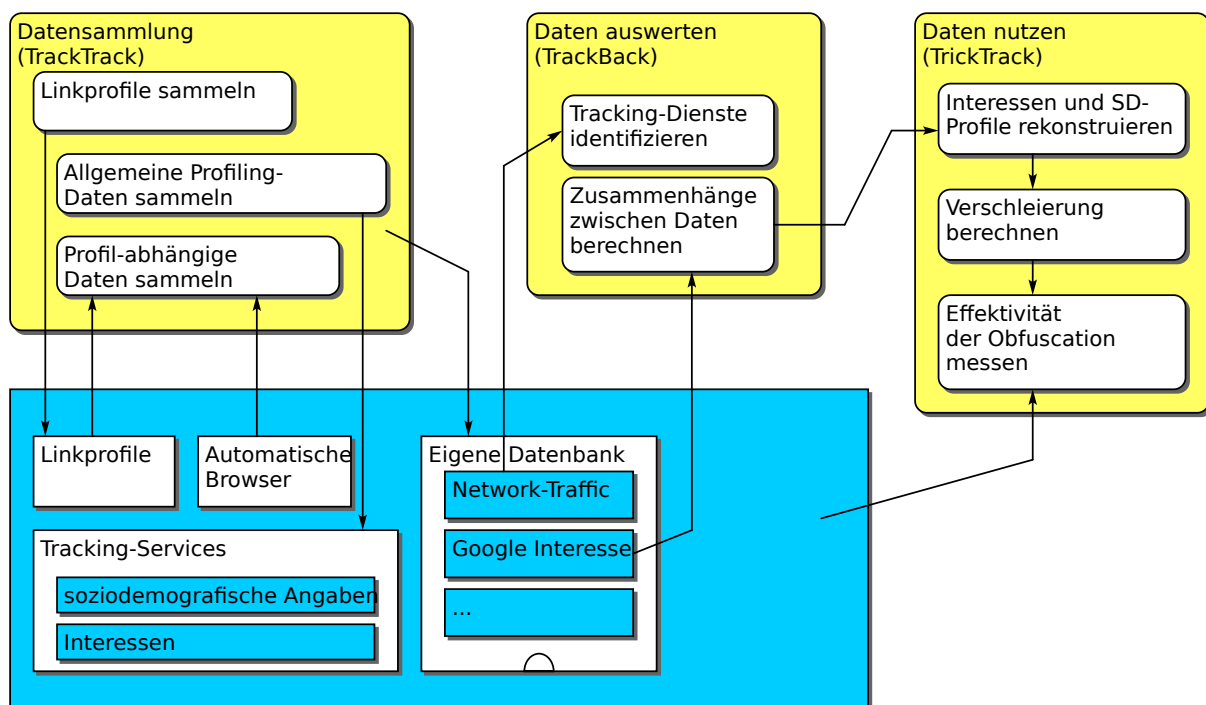 Datensammlung
(TrackTrack)
Linkprofile sammeln
Allgemeine Profiling-
Daten sammeln
Profil-abhängige
Daten sammeln
Daten auswerten
(TrackBack)
Tracking-Dienste
identifizieren
Zusammenhänge
zwischen Daten
berechnen
Daten nutzen
(TrickTrack)
Interessen und SD-
Profile rekonstruieren
Verschleierung
berechnen
Effektivität
der Obfuscation
messen
Linkprofile
Automatische
Browser
Tracking-Services
soziodemografische Angaben
Interessen
Eigene Datenbank
Network-Traffic
Google Interesse
...